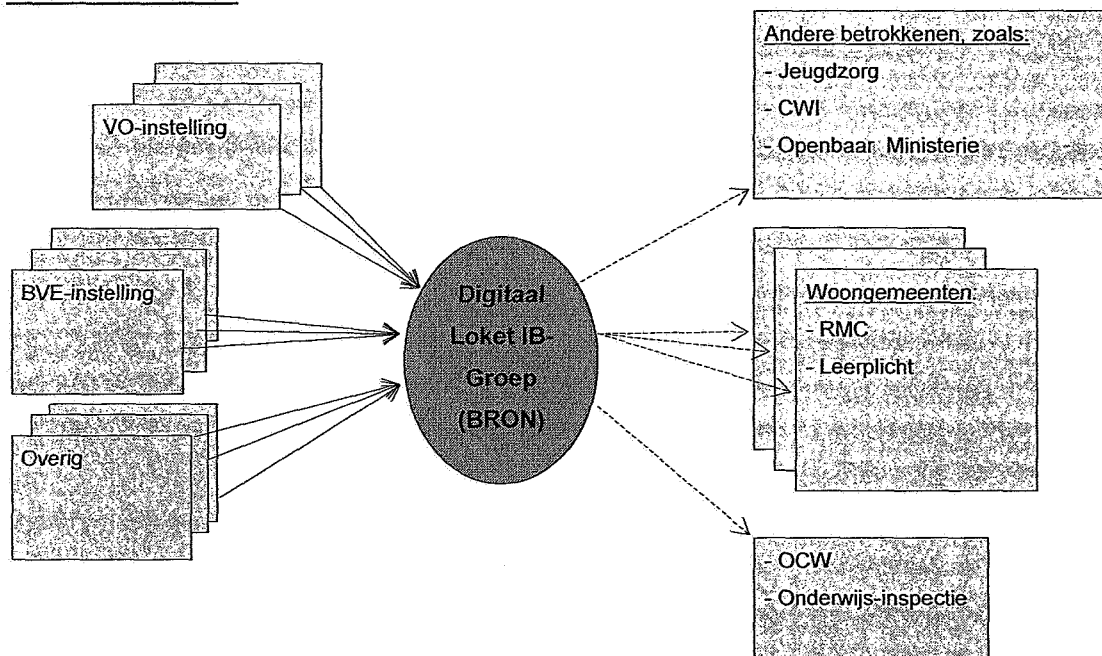 VO-instelling
BVE-instelling
Overig
Digitaal
Loket IB-
Groep
(BRON)
Andere betrokkenen, zoals:
- Jeugdzorg
- CWI
- Openbaar Ministerie
Woongemeenten:
- RMC
- Leerplicht
- OCW
- Onderwijs-inspectie